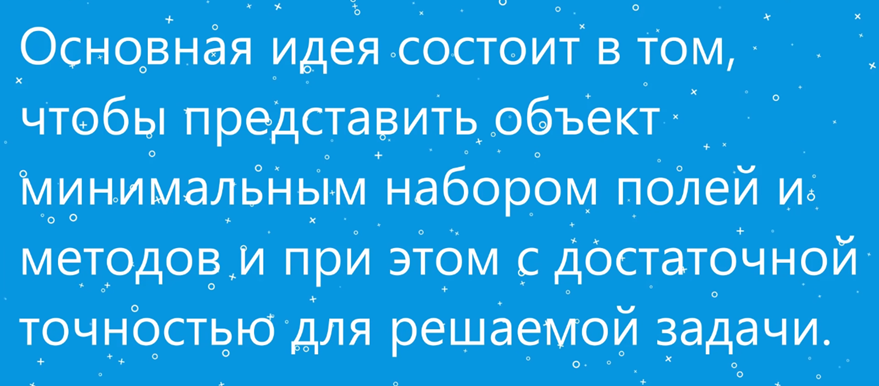 Основная идея состоит в том,
чтобы представить объект
минимальным набором полей и
методов и при этом с достаточной
точностью для решаемой задачи.